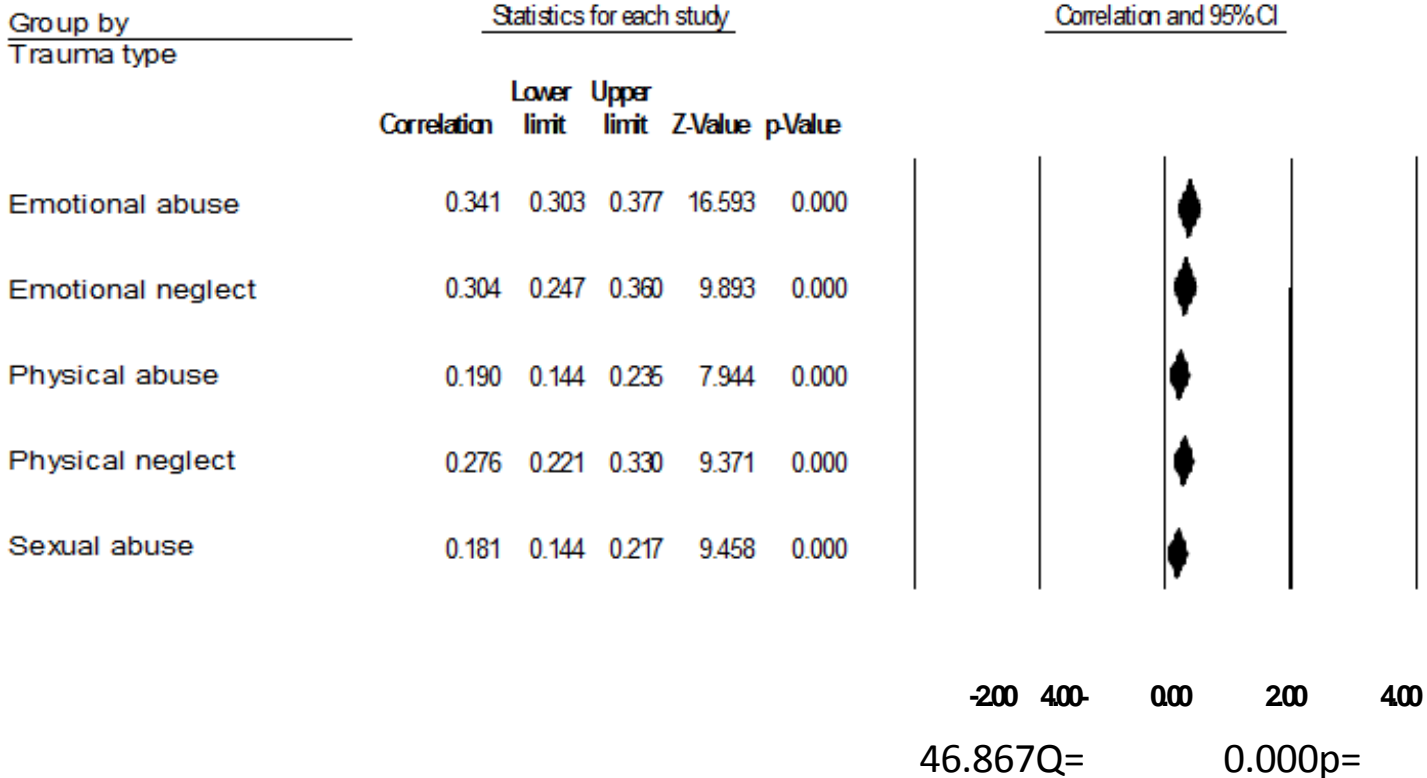 Group by Statistics for each study Correlation and 95% CI
Trauma type
Lower Upper
Correlation limit limit Z-Value p-Value
Emotional abuse 0.341 0.303 0.377 16.593 0.000
Emotional neglect 0.304 0.247 0.360 9.893 0.000
Physical abuse 0.190 0.144 0.235 7.944 0.000
Physical neglect 0.276 0.221 0.330 9.371 0.000
Sexual abuse 0.181 0.144 0.217 9.458 0.000
-2.00 4.00- 0.00 2.00 4.00
46.867Q= 0.000p=